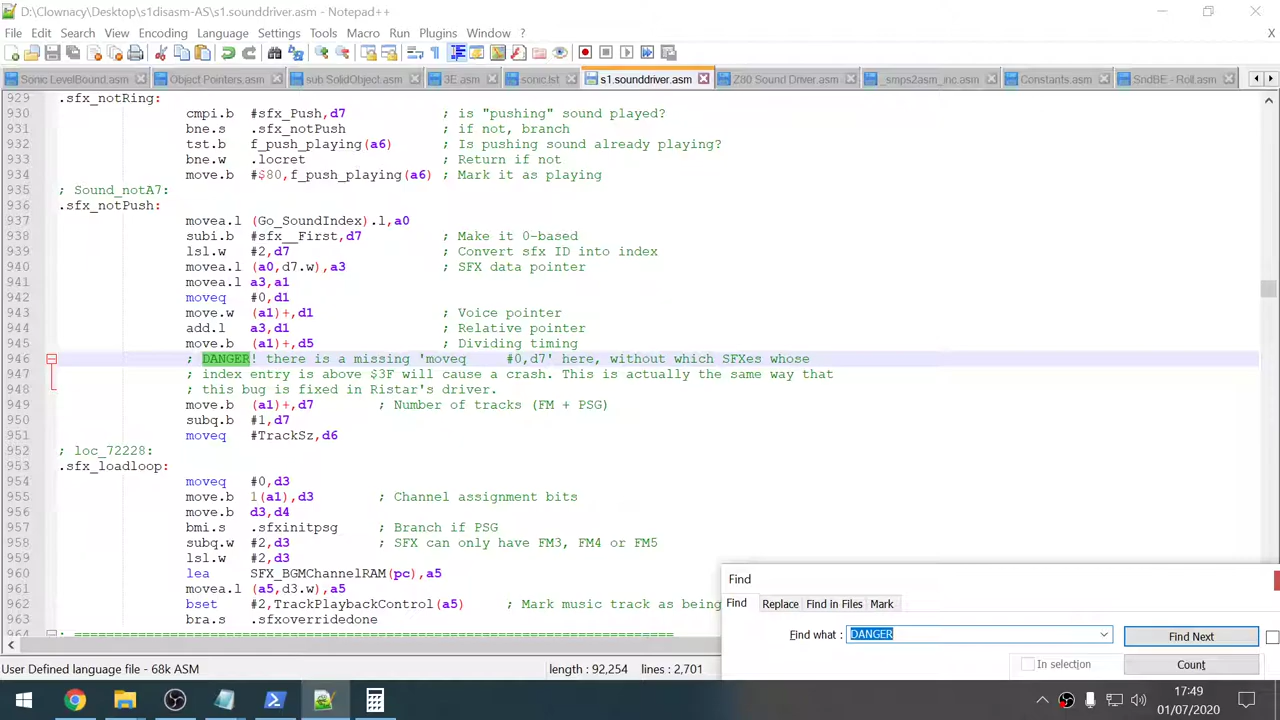 D:\Clownacy\Desktop\s1disasm-AS\s1.sounddriver.asm - Notepad++
File Edit Search View Encoding Language Settings Tools Macro Run Plugins Window ? X
Sonic LevelBound.asm Object Pointers.asm sub SolidObject.asm 3E.asm sonic.lst s1.sounddriver.asm Z80 Sound Driver.asm _smps2asm_inc.asm Constants.asm SndBE - Roll.asm
929 .sfx_notRing:
930 cmpi.b #sfx_Push,d7 ; is "pushing" sound played?
931 bne.s .sfx_notPush ; if not, branch
932 tst.b f_push_playing(a6) ; Is pushing sound already playing?
933 bne.w .locret ; Return if not
934 move.b #$80,f_push_playing(a6) ; Mark it as playing
935 ; Sound_notA7:
936 .sfx_notPush:
937 movea.l (Go_SoundIndex).l,a0
938 subi.b #sfx__First,d7 ; Make it 0-based
939 lsl.w #2,d7 ; Convert sfx ID into index
940 movea.l (a0,d7.w),a3 ; SFX data pointer
941 movea.l a3,a1
942 moveq #0,d1
943 move.w (a1)+,d1 ; Voice pointer
944 add.l a3,d1 ; Relative pointer
945 move.b (a1)+,d5 ; Dividing timing
946 ; DANGER! there is a missing 'moveq #0,d7' here, without which SFXes whose
947 ; index entry is above $3F will cause a crash. This is actually the same way that
948 ; this bug is fixed in Ristar's driver.
949 move.b (a1)+,d7 ; Number of tracks (FM + PSG)
950 subq.b #1,d7
951 moveq #TrackSz,d6
952 ; loc_72228:
953 .sfx_loadloop:
954 moveq #0,d3
955 move.b 1(a1),d3 ; Channel assignment bits
956 move.b d3,d4
957 bmi.s .sfxinitpsg ; Branch if PSG
958 subq.w #2,d3 ; SFX can only have FM3, FM4 or FM5
959 lsl.w #2,d3
960 lea SFX_BGMChannelRAM(pc),a5
961 movea.l (a5,d3.w),a5
962 bset #2,TrackPlaybackControl(a5) ; Mark music track as being
963 bra.s .sfxoverridedone
964 ; ==========================================================================
Find
Find Replace Find in Files Mark
Find what : DANGER Find Next
In selection Count
User Defined language file - 68k ASM length : 92,254 lines : 2,701
17:49
01/07/2020